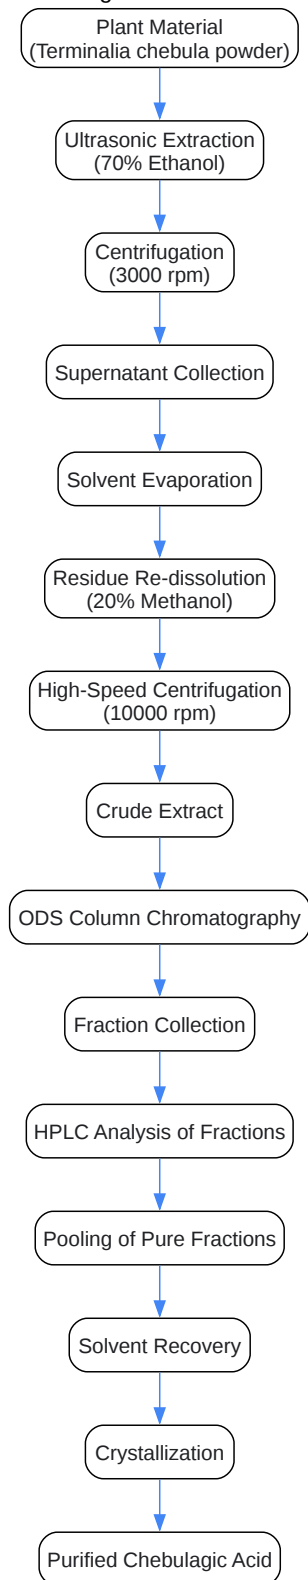 Plant Material
(Terminalia chebula powder)
Ultrasonic Extraction
(70% Ethanol)
Centrifugation
(3000 rpm)
Supernatant Collection
Solvent Evaporation
Residue Re-dissolution
(20% Methanol)
High-Speed Centrifugation
(10000 rpm)
Crude Extract
ODS Column Chromatography
Fraction Collection
HPLC Analysis of Fractions
Pooling of Pure Fractions
Solvent Recovery
Crystallization
Purified Chebulagic Acid